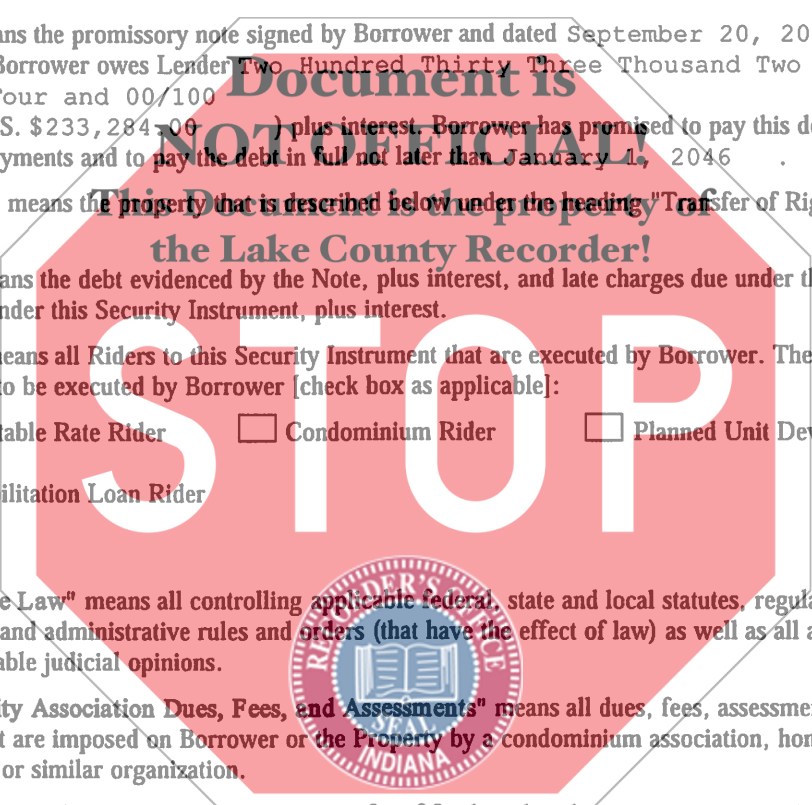 ans the promissory note signed by Borrower and dated September 20, 20
Borrower owes Lender Two Hundred Thirty Three Thousand Two
Four and 00/100
S. $233,284.00 ) plus interest. Borrower has promised to pay this de
yments and to pay the debt in full not later than January 1, 2046 .
means the property that is described below under the heading "Transfer of Rig
ans the debt evidenced by the Note, plus interest, and late charges due under th
nder this Security Instrument, plus interest.
eans all Riders to this Security Instrument that are executed by Borrower. The
to be executed by Borrower [check box as applicable]:
table Rate Rider Condominium Rider Planned Unit Dev
ilitation Loan Rider
e Law" means all controlling applicable federal, state and local statutes, regula
and administrative rules and orders (that have the effect of law) as well as all a
able judicial opinions.
ity Association Dues, Fees, and Assessments" means all dues, fees, assessmen
t are imposed on Borrower or the Property by a condominium association, hom
or similar organization.
Document is
NOT OFFICIAL!
This Document is the property of
the Lake County Recorder!
STOP
RECORDER'S OFFICE
SEAL
INDIANA